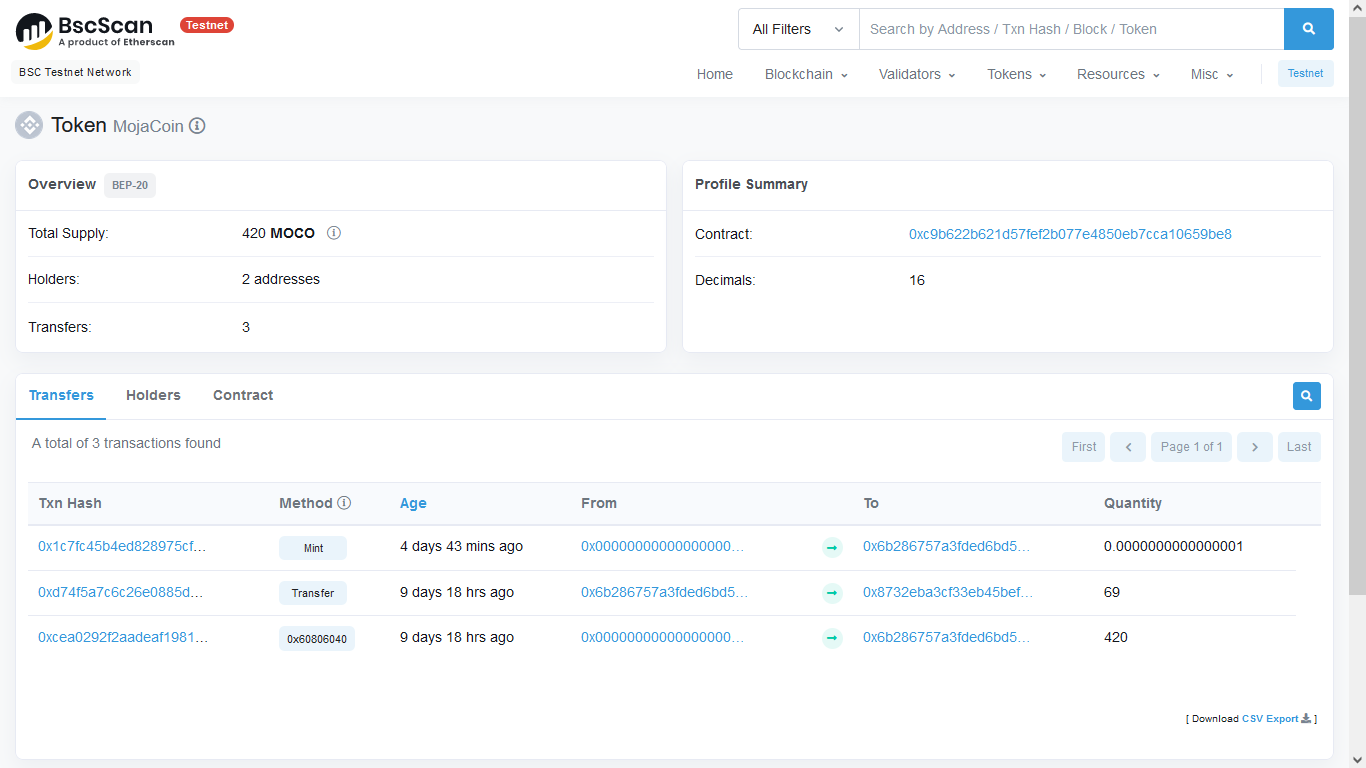 BscScan Testnet
A product of Etherscan
BSC Testnet Network
All Filters Search by Address / Txn Hash / Block / Token
Home Blockchain Validators Tokens Resources Misc Testnet
Token MojaCoin
Overview BEP-20
Total Supply: 420 MOCO
Holders: 2 addresses
Transfers: 3
Profile Summary
Contract: 0xc9b622b621d57fef2b077e4850eb7cca10659be8
Decimals: 16
Transfers Holders Contract
A total of 3 transactions found
First Page 1 of 1 Last
Txn Hash Method Age From To Quantity
0x1c7fc45b4ed828975cf... Mint 4 days 43 mins ago 0x00000000000000000... 0x6b286757a3fded6bd5... 0.0000000000000001
0xd74f5a7c6c26e0885d... Transfer 9 days 18 hrs ago 0x6b286757a3fded6bd5... 0x8732eba3cf33eb45bef... 69
0xcea0292f2aadeaf1981... 0x60806040 9 days 18 hrs ago 0x00000000000000000... 0x6b286757a3fded6bd5... 420
[ Download CSV Export ]